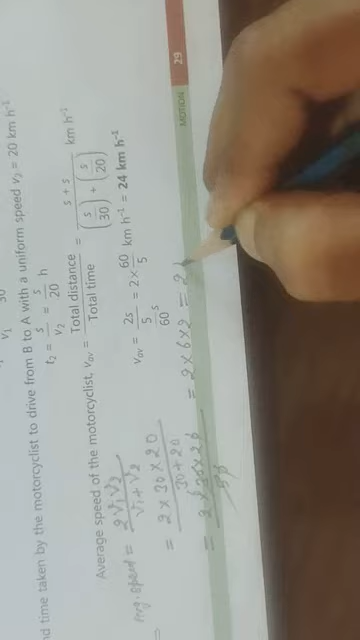 v₁ 30
nd time taken by the motorcyclist to drive from B to A with a uniform speed v₂ = 20 km h⁻¹
t₂ = s/v₂ = s/20 h
Average speed of the motorcyclist, vₐᵥ = Total distance / Total time = (s + s) / ((s/30) + (s/20)) km h⁻¹
vₐᵥ = 2s / (5s/60) = 2 × 60/5 km h⁻¹ = 24 km h⁻¹
MOTION 29
⇒ Avg. speed = 2v₁v₂ / (v₁+v₂)
= (2 × 30 × 20) / (30+20)
= = 2×6×2 = 2